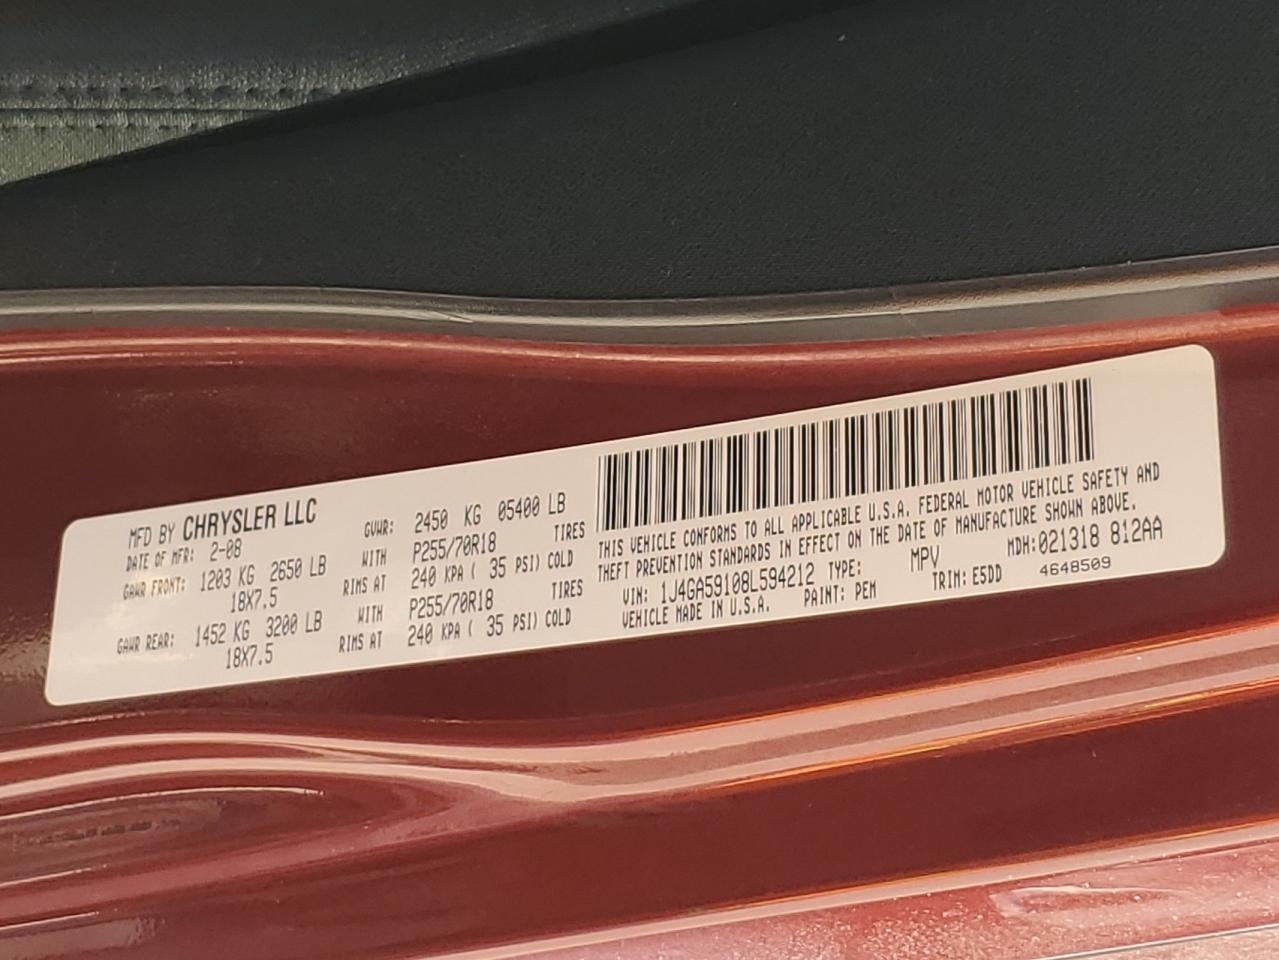 MFD BY CHRYSLER LLC
DATE OF MFR: 2-08
GVWR: 2450 KG 05400 LB
GAWR FRONT: 1203 KG 2650 LB WITH P255/70R18 TIRES
18X7.5 RIMS AT 240 KPA ( 35 PSI) COLD
GAWR REAR: 1452 KG 3200 LB WITH P255/70R18 TIRES
18X7.5 RIMS AT 240 KPA ( 35 PSI) COLD
THIS VEHICLE CONFORMS TO ALL APPLICABLE U.S.A. FEDERAL MOTOR VEHICLE SAFETY AND
THEFT PREVENTION STANDARDS IN EFFECT ON THE DATE OF MANUFACTURE SHOWN ABOVE.
VIN: 1J4GA59108L594212 TYPE: MPV MDH:021318 812AA
VEHICLE MADE IN U.S.A. PAINT: PEM TRIM: E5DD 4648509